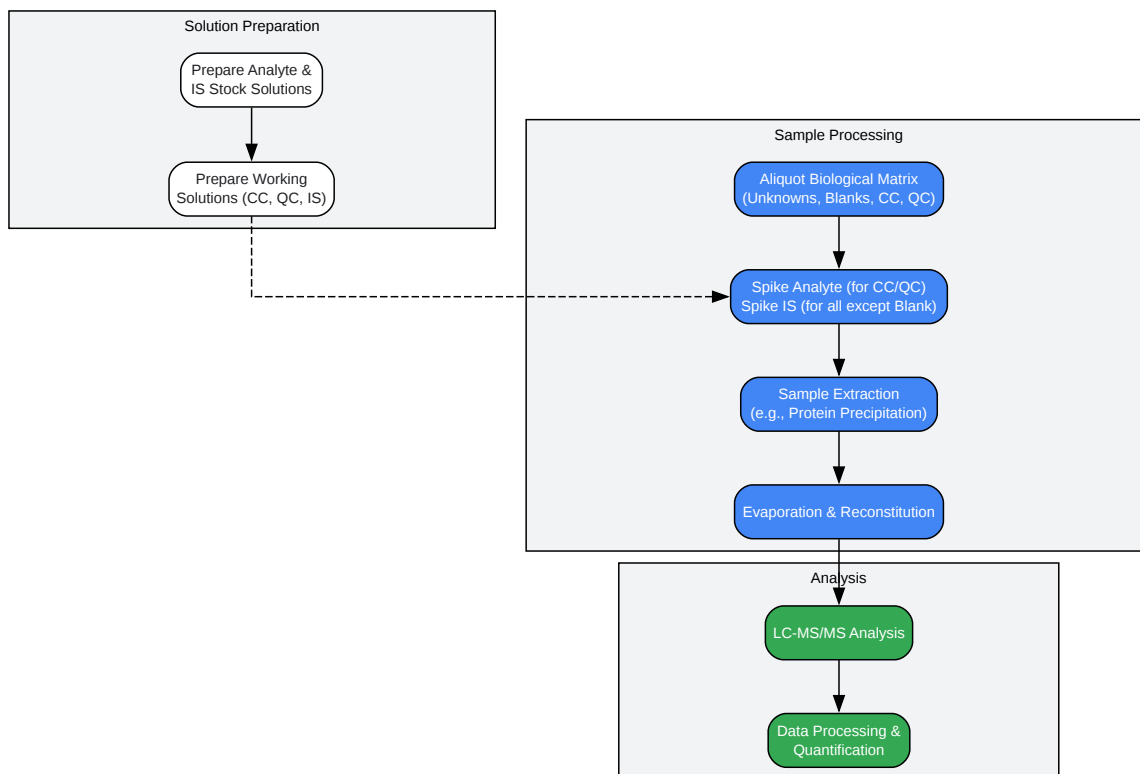 Solution Preparation
Prepare Analyte &
IS Stock Solutions
Prepare Working
Solutions (CC, QC, IS)
Sample Processing
Aliquot Biological Matrix
(Unknowns, Blanks, CC, QC)
Spike Analyte (for CC/QC)
Spike IS (for all except Blank)
Sample Extraction
(e.g., Protein Precipitation)
Evaporation & Reconstitution
Analysis
LC-MS/MS Analysis
Data Processing &
Quantification